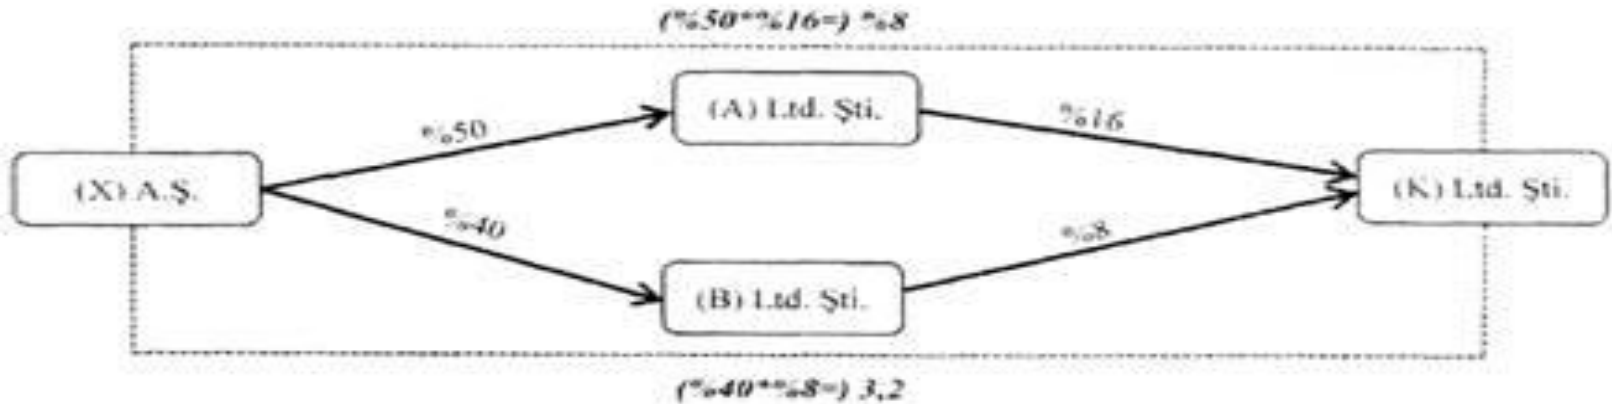 (%50*%16=) %8
(A) Ltd. Şti.
%50
%16
(X) A.Ş.
(K) Ltd. Şti.
%40
%8
(B) Ltd. Şti.
(%40*%8=) 3,2